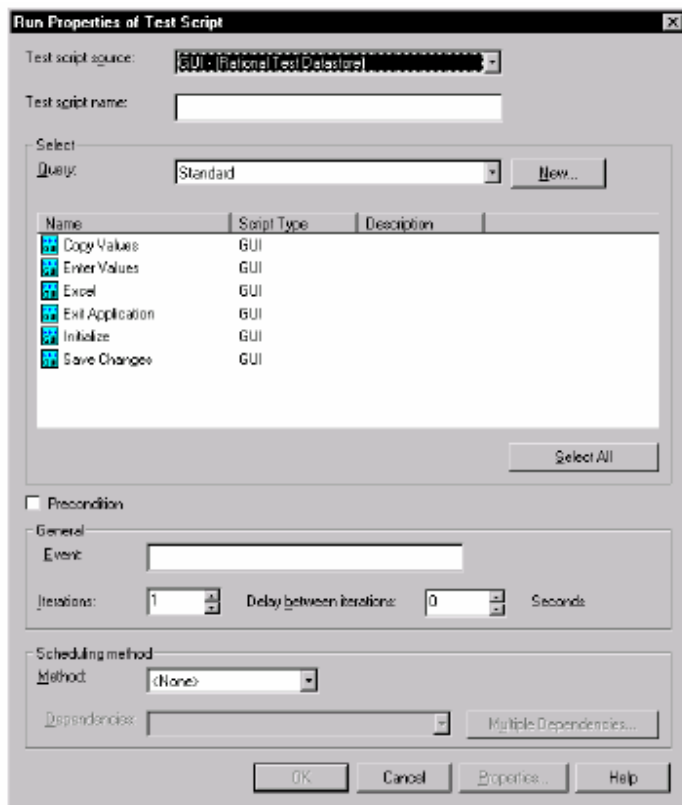 Run Properties of Test Script
Test script source: GUI - [Rational Test Datastore]
Test script name:
Select
Query: Standard New...
Name Script Type Description
Copy Values GUI
Enter Values GUI
Excel GUI
Exit Application GUI
Initialize GUI
Save Changes GUI
Select All
Precondition
General
Event:
Iterations: 1 Delay between iterations: 0 Seconds
Scheduling method
Method: <None>
Dependencies: Multiple Dependencies...
OK Cancel Properties... Help